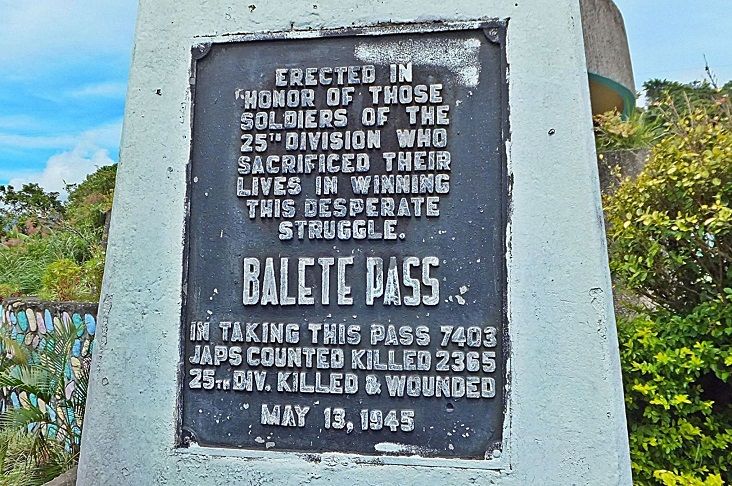 ERECTED IN
HONOR OF THOSE
SOLDIERS OF THE
25TH DIVISION WHO
SACRIFICED THEIR
LIVES IN WINNING
THIS DESPERATE
STRUGGLE.
BALETE PASS
IN TAKING THIS PASS 7403
JAPS COUNTED KILLED 2365
25TH DIV. KILLED & WOUNDED
MAY 13, 1945